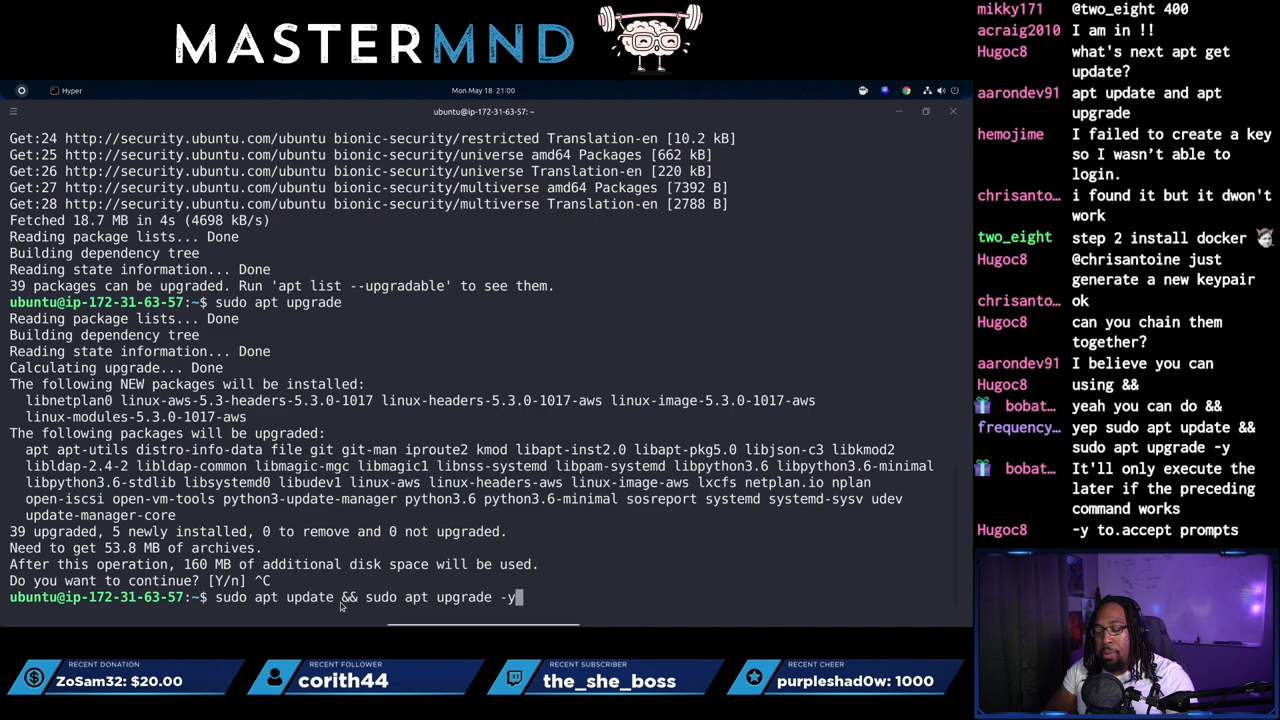 MASTERMND
Hyper
Mon May 18 21:00
ubuntu@ip-172-31-63-57: ~
Get:24 http://security.ubuntu.com/ubuntu bionic-security/restricted Translation-en [10.2 kB]
Get:25 http://security.ubuntu.com/ubuntu bionic-security/universe amd64 Packages [662 kB]
Get:26 http://security.ubuntu.com/ubuntu bionic-security/universe Translation-en [220 kB]
Get:27 http://security.ubuntu.com/ubuntu bionic-security/multiverse amd64 Packages [7392 B]
Get:28 http://security.ubuntu.com/ubuntu bionic-security/multiverse Translation-en [2788 B]
Fetched 18.7 MB in 4s (4698 kB/s)
Reading package lists... Done
Building dependency tree
Reading state information... Done
39 packages can be upgraded. Run 'apt list --upgradable' to see them.
ubuntu@ip-172-31-63-57:~$ sudo apt upgrade
Reading package lists... Done
Building dependency tree
Reading state information... Done
Calculating upgrade... Done
The following NEW packages will be installed:
libnetplan0 linux-aws-5.3-headers-5.3.0-1017 linux-headers-5.3.0-1017-aws linux-image-5.3.0-1017-aws
linux-modules-5.3.0-1017-aws
The following packages will be upgraded:
apt apt-utils distro-info-data file git git-man iproute2 kmod libapt-inst2.0 libapt-pkg5.0 libjson-c3 libkmod2
libldap-2.4-2 libldap-common libmagic-mgc libmagic1 libnss-systemd libpam-systemd libpython3.6 libpython3.6-minimal
libpython3.6-stdlib libsystemd0 libudev1 linux-aws linux-headers-aws linux-image-aws lxcfs netplan.io nplan
open-iscsi open-vm-tools python3-update-manager python3.6 python3.6-minimal sosreport systemd systemd-sysv udev
update-manager-core
39 upgraded, 5 newly installed, 0 to remove and 0 not upgraded.
Need to get 53.8 MB of archives.
After this operation, 160 MB of additional disk space will be used.
Do you want to continue? [Y/n] ^C
ubuntu@ip-172-31-63-57:~$ sudo apt update && sudo apt upgrade -y
mikky171 @two_eight 400
acraig2010 I am in !!
Hugoc8 what's next apt get
update?
aarondev91 apt update and apt
upgrade
hemojime I failed to create a key
so I wasn't able to
login.
chrisanto… i found it but it dwon't
work
two_eight step 2 install docker
Hugoc8 @chrisantoine just
generate a new keypair
chrisanto… ok
Hugoc8 can you chain them
together?
aarondev91 I believe you can
Hugoc8 using &&
bobat… yeah you can do &&
frequency… yep sudo apt update &&
sudo apt upgrade -y
bobat… It'll only execute the
later if the preceding
command works
Hugoc8 -y to.accept prompts
RECENT DONATION
ZoSam32: $20.00
RECENT FOLLOWER
corith44
RECENT SUBSCRIBER
the_she_boss
RECENT CHEER
purpleshad0w: 1000